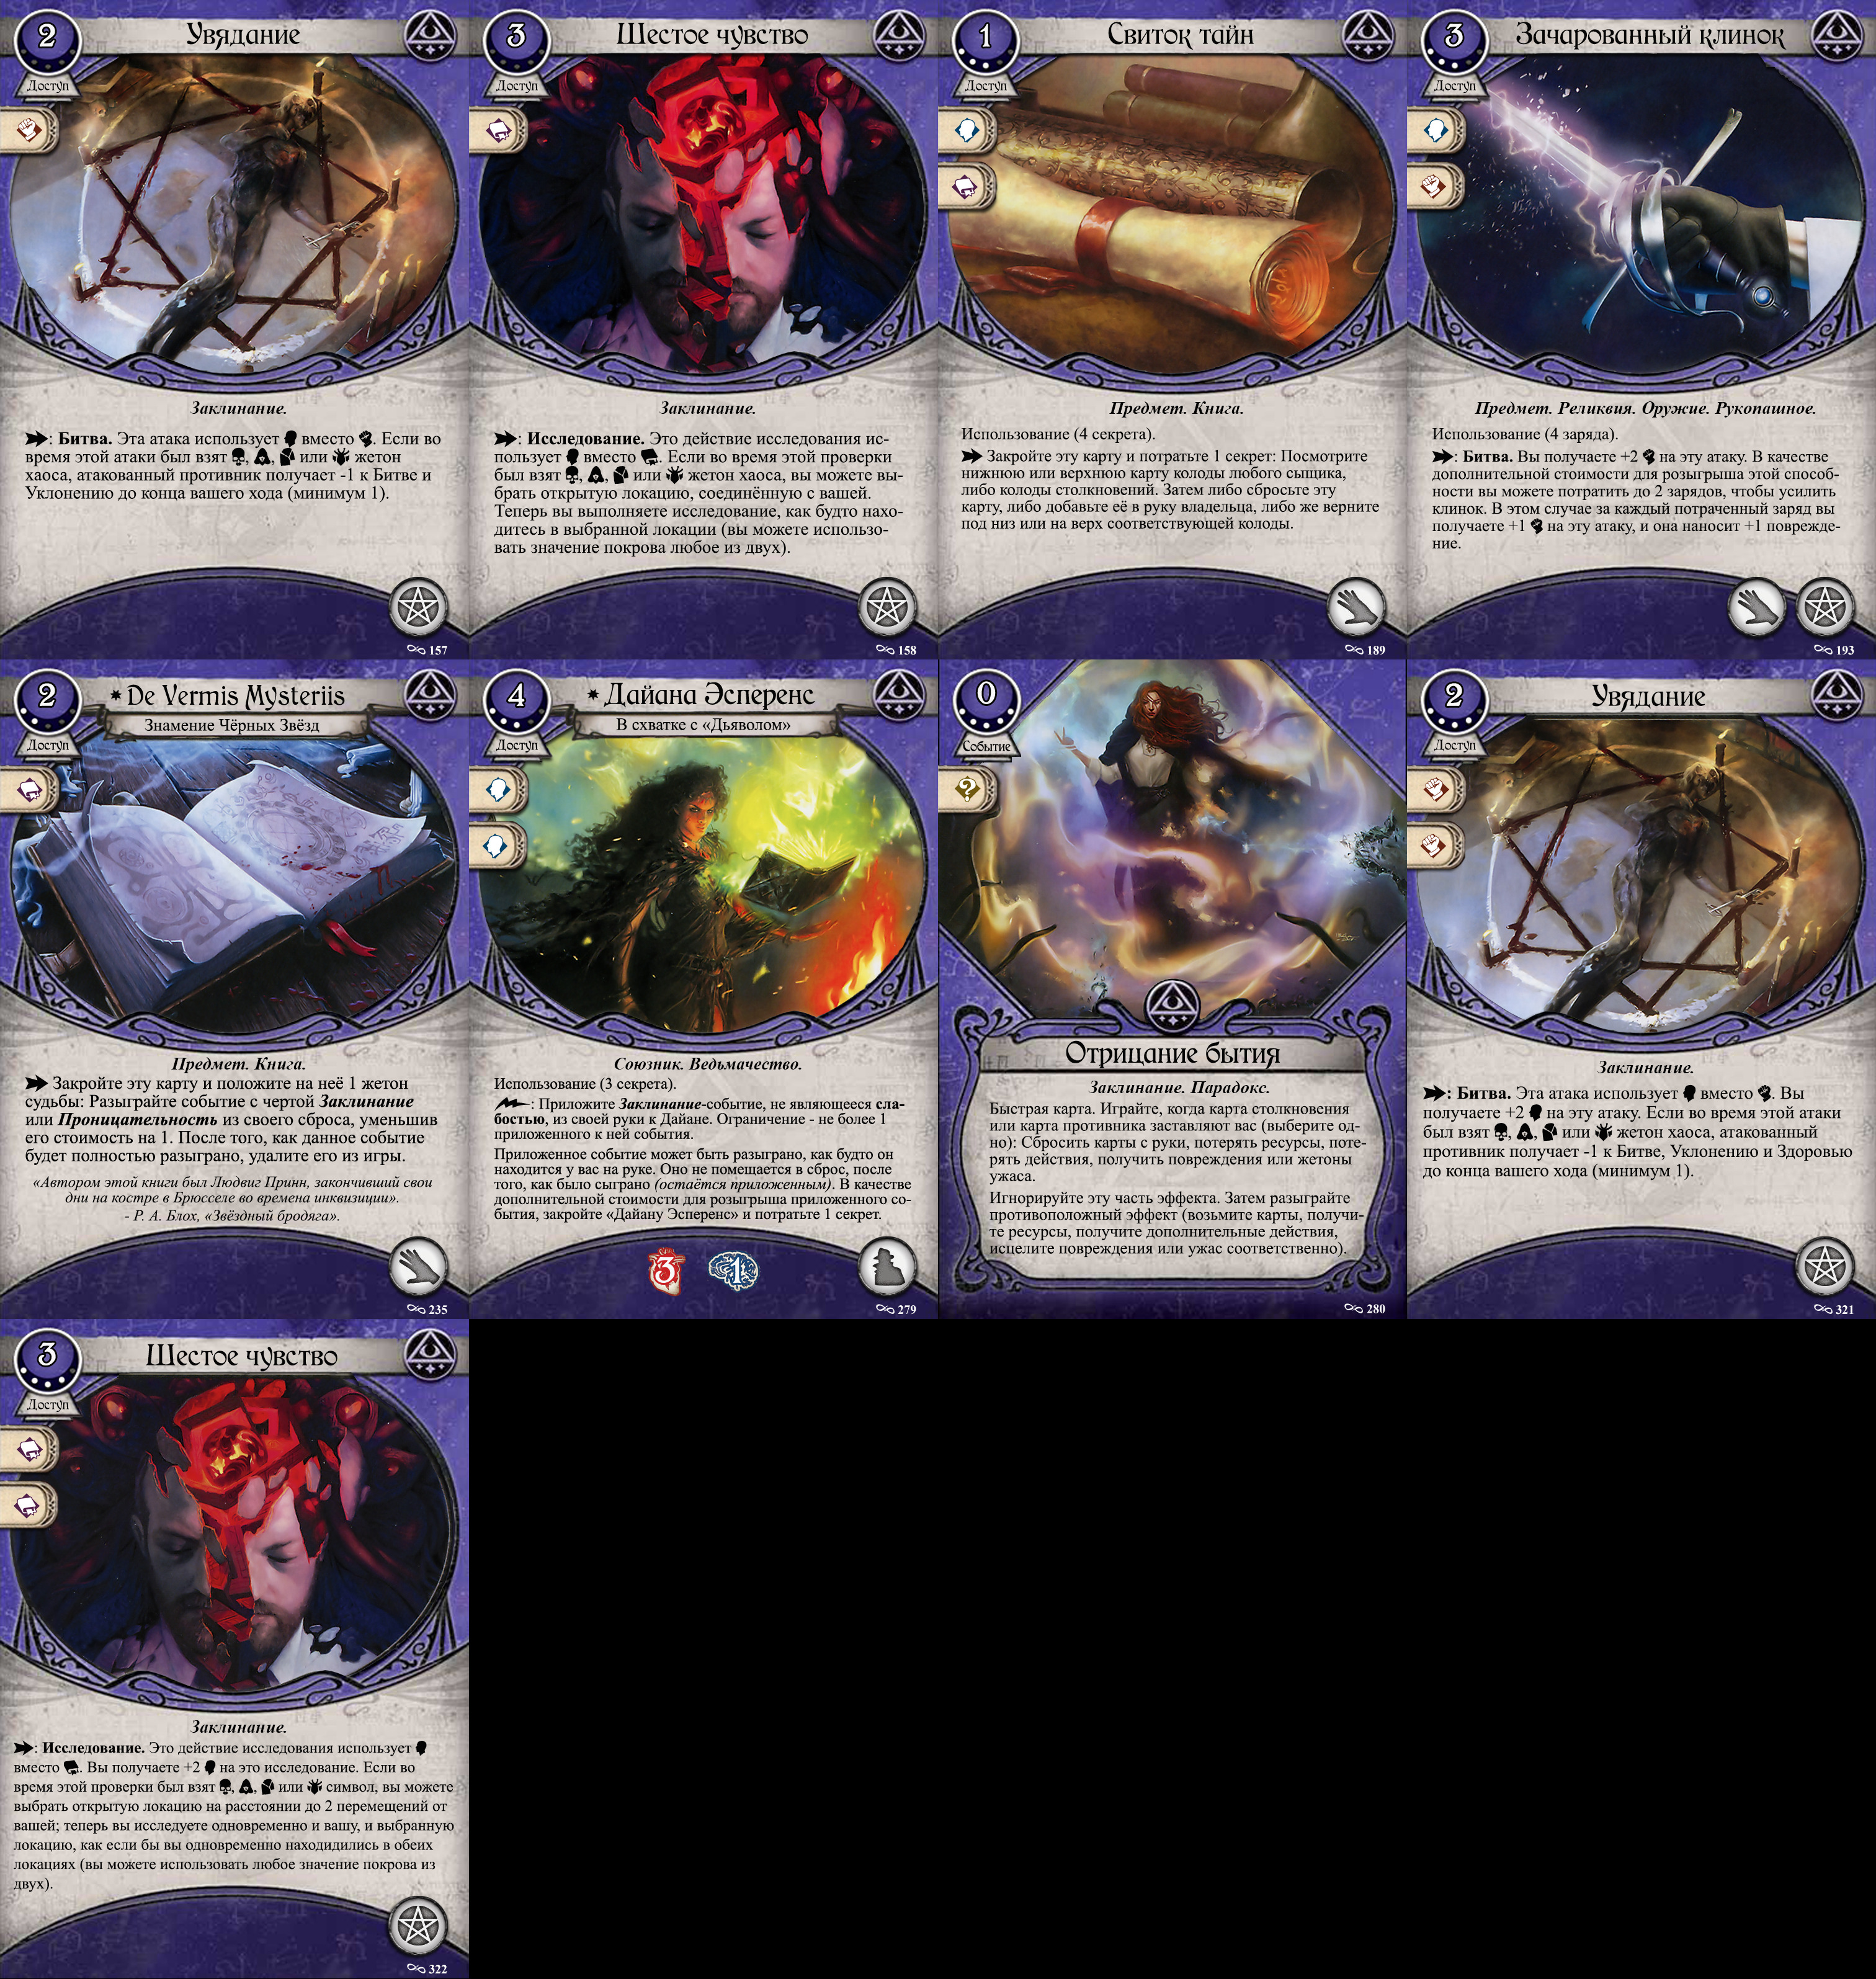 2
Увядание
Доступ
Заклинание.
: Битва. Эта атака использует вместо . Если во
время этой атаки был взят , , или жетон
хаоса, атакованный противник получает -1 к Битве и
Уклонению до конца вашего хода (минимум 1).
157
3
Шестое чувство
Доступ
Заклинание.
: Исследование. Это действие исследования ис-
пользует вместо . Если во время этой проверки
был взят , , или жетон хаоса, вы можете вы-
брать открытую локацию, соединённую с вашей.
Теперь вы выполняете исследование, как будто нахо-
дитесь в выбранной локации (вы можете использо-
вать значение покрова любое из двух).
158
1
Свиток тайн
Доступ
Предмет. Книга.
Использование (4 секрета).
Закройте эту карту и потратьте 1 секрет: Посмотрите
нижнюю или верхнюю карту колоды любого сыщика,
либо колоды столкновений. Затем либо сбросьте эту
карту, либо добавьте её в руку владельца, либо же верните
под низ или на верх соответствующей колоды.
189
3
Зачарованный клинок
Доступ
Предмет. Реликвия. Оружие. Рукопашное.
Использование (4 заряда).
: Битва. Вы получаете +2 на эту атаку. В качестве
дополнительной стоимости для розыгрыша этой способ-
ности вы можете потратить до 2 зарядов, чтобы усилить
клинок. В этом случае за каждый потраченный заряд вы
получаете +1 на эту атаку, и она наносит +1 поврежде-
ние.
193
2
De Vermis Mysteriis
Знамение Чёрных Звёзд
Доступ
Предмет. Книга.
Закройте эту карту и положите на неё 1 жетон
судьбы: Разыграйте событие с чертой Заклинание
или Проницательность из своего сброса, уменьшив
его стоимость на 1. После того, как данное событие
будет полностью разыграно, удалите его из игры.
«Автором этой книги был Людвиг Принн, закончивший свои
дни на костре в Брюсселе во времена инквизиции».
- Р. А. Блох, «Звёздный бродяга».
235
4
Дайана Эсперенс
В схватке с «Дьяволом»
Доступ
Союзник. Ведьмачество.
Использование (3 секрета).
: Приложите Заклинание-событие, не являющееся сла-
бостью, из своей руки к Дайане. Ограничение - не более 1
приложенного к ней события.
Приложенное событие может быть разыграно, как будто он
находится у вас на руке. Оно не помещается в сброс, после
того, как было сыграно (остаётся приложенным). В качестве
дополнительной стоимости для розыгрыша приложенного со-
бытия, закройте «Дайану Эсперенс» и потратьте 1 секрет.
3 1
279
0
Событие
?
Отрицание бытия
Заклинание. Парадокс.
Быстрая карта. Играйте, когда карта столкновения
или карта противника заставляют вас (выберите од-
но): Сбросить карты с руки, потерять ресурсы, поте-
рять действия, получить повреждения или жетоны
ужаса.
Игнорируйте эту часть эффекта. Затем разыграйте
противоположный эффект (возьмите карты, получи-
те ресурсы, получите дополнительные действия,
исцелите повреждения или ужас соответственно).
280
2
Увядание
Доступ
Заклинание.
: Битва. Эта атака использует вместо . Вы
получаете +2 на эту атаку. Если во время этой атаки
был взят , , или жетон хаоса, атакованный
противник получает -1 к Битве, Уклонению и Здоровью
до конца вашего хода (минимум 1).
321
3
Шестое чувство
Доступ
Заклинание.
: Исследование. Это действие исследования использует
вместо . Вы получаете +2 на это исследование. Если во
время этой проверки был взят , , или символ, вы можете
выбрать открытую локацию на расстоянии до 2 перемещений от
вашей; теперь вы исследуете одновременно и вашу, и выбранную
локацию, как если бы вы одновременно находидились в обеих
локациях (вы можете использовать любое значение покрова из
двух).
322